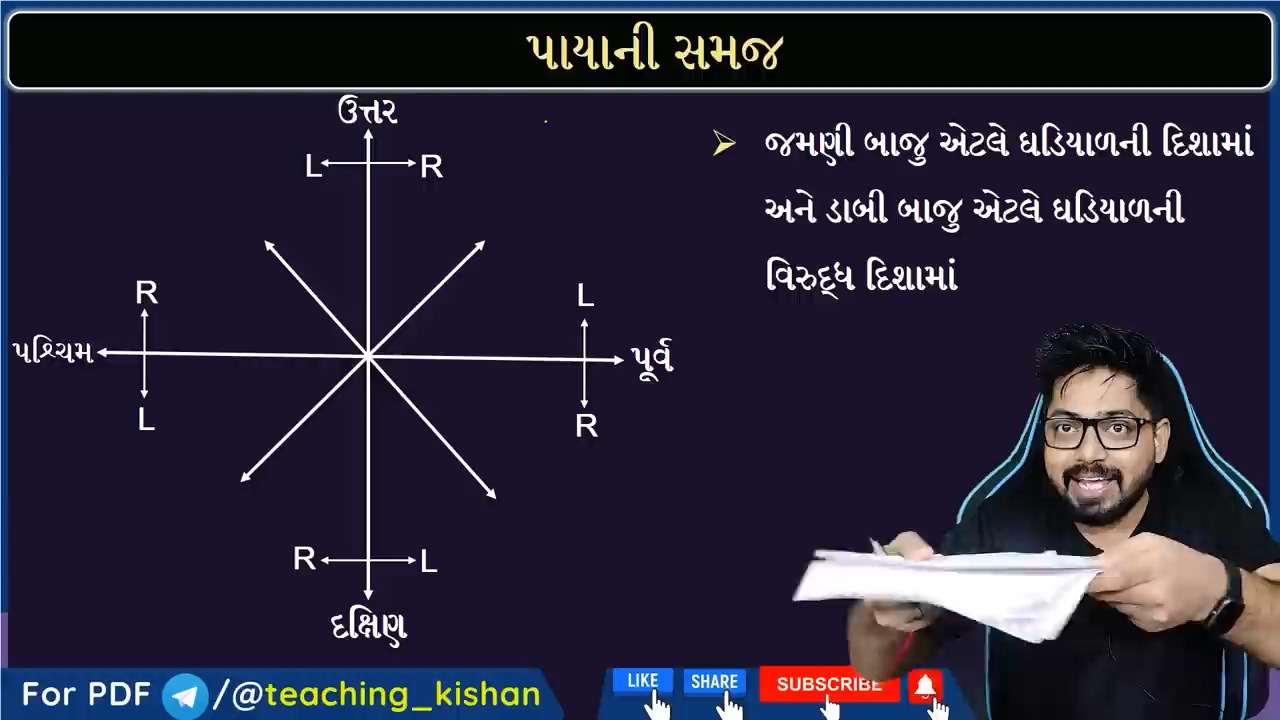 પાયાની સમજ
ઉત્તર
L R
જમણી બાજુ એટલે ઘડિયાળની દિશામાં
અને ડાબી બાજુ એટલે ઘડિયાળની
વિરુદ્ધ દિશામાં
R
L
પશ્ચિમ
પૂર્વ
L
R
R L
દક્ષિણ
For PDF /@teaching_kishan
LIKE SHARE SUBSCRIBE